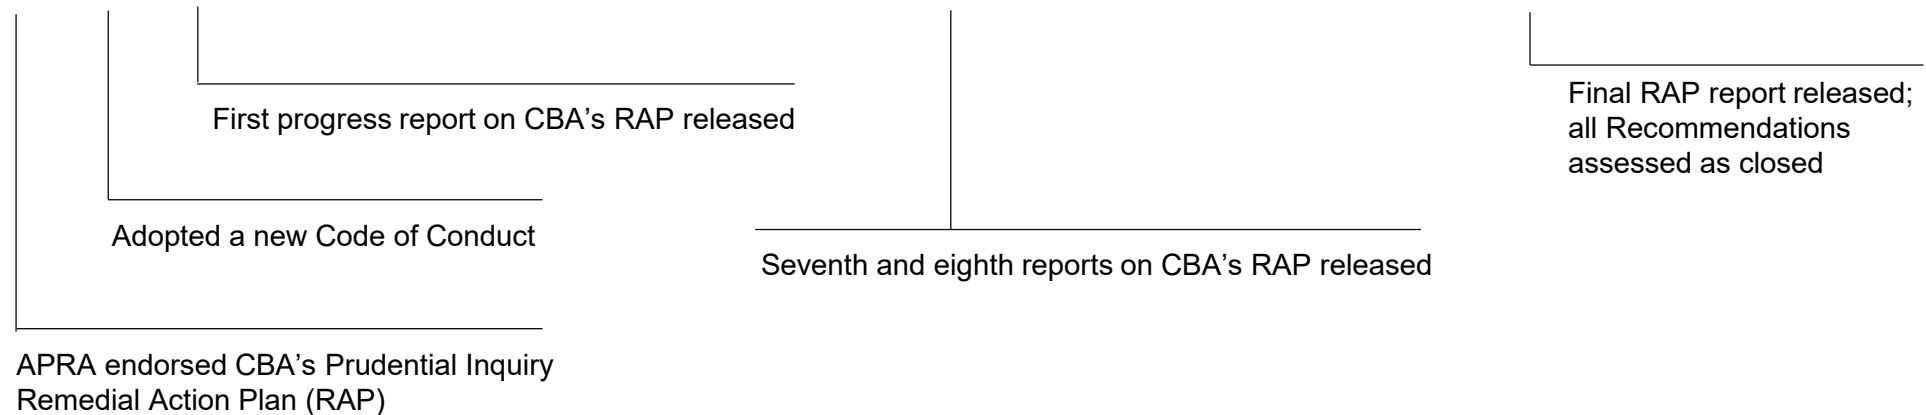 First progress report on CBA’s RAP released
Adopted a new Code of Conduct
APRA endorsed CBA’s Prudential Inquiry
Remedial Action Plan (RAP)
Seventh and eighth reports on CBA’s RAP released
Final RAP report released;
all Recommendations
assessed as closed